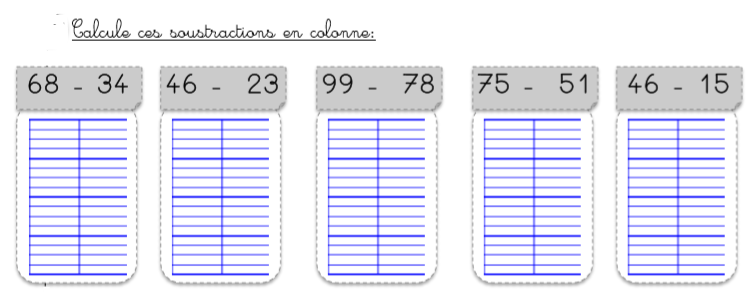 Calcule ces soustractions en colonne:
68 - 34 46 - 23 99 - 78 75 - 51 46 - 15